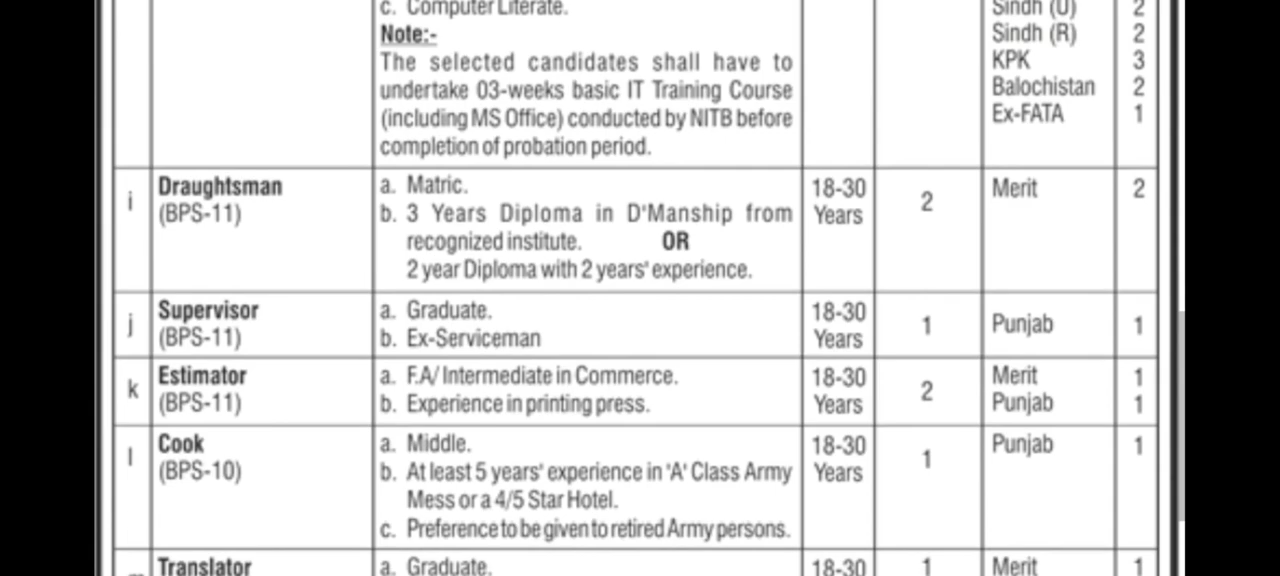 c. Computer Literate.
Note:-
The selected candidates shall have to
undertake 03-weeks basic IT Training Course
(including MS Office) conducted by NITB before
completion of probation period.
Sindh (U) 2
Sindh (R) 2
KPK 3
Balochistan 2
Ex-FATA 1
i
Draughtsman
(BPS-11)
a. Matric.
b. 3 Years Diploma in D'Manship from
recognized institute. OR
2 year Diploma with 2 years' experience.
18-30
Years
2
Merit 2
j
Supervisor
(BPS-11)
a. Graduate.
b. Ex-Serviceman
18-30
Years
1
Punjab 1
k
Estimator
(BPS-11)
a. F.A/ Intermediate in Commerce.
b. Experience in printing press.
18-30
Years
2
Merit 1
Punjab 1
l
Cook
(BPS-10)
a. Middle.
b. At least 5 years' experience in 'A' Class Army
Mess or a 4/5 Star Hotel.
c. Preference to be given to retired Army persons.
18-30
Years
1
Punjab 1
Translator
a. Graduate.
18-30
1
Merit 1